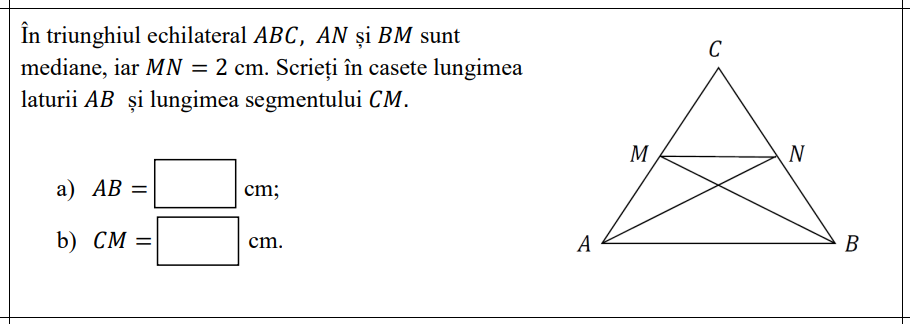 În triunghiul echilateral ABC, AN și BM sunt
mediane, iar MN = 2 cm. Scrieți în casete lungimea
laturii AB și lungimea segmentului CM.
a) AB = cm;
b) CM = cm.
C
M N
A B